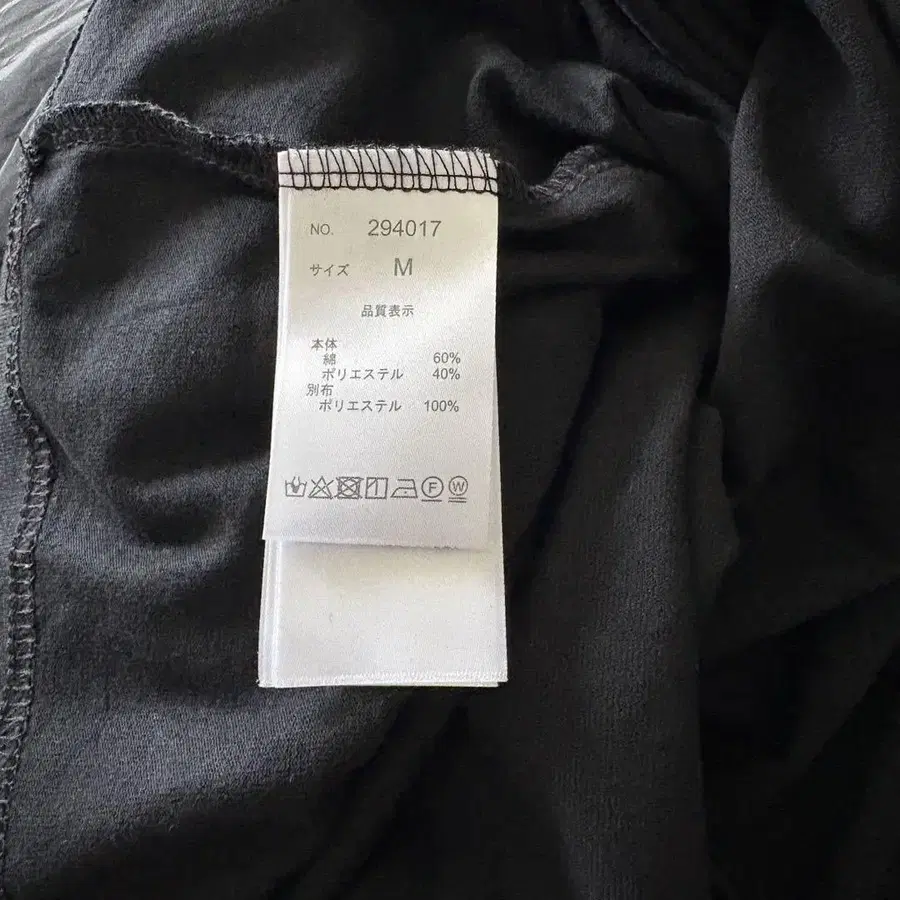 NO. 294017
サイズ M
品質表示
本体
綿 60%
ポリエステル 40%
別布
ポリエステル 100%
F W